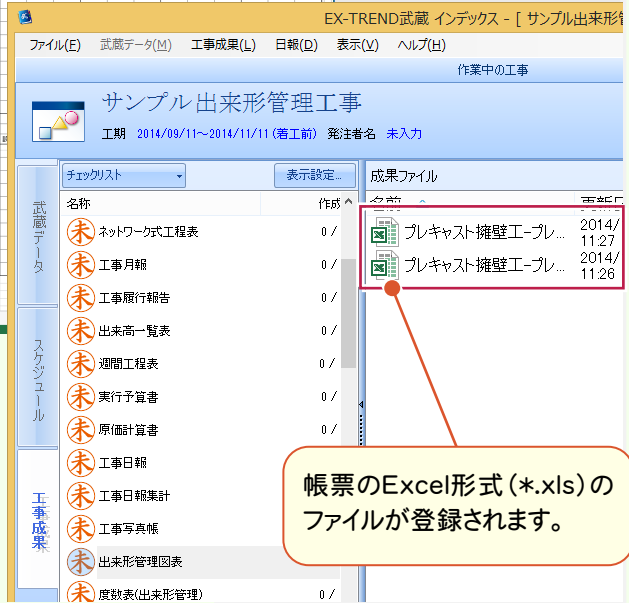 EX-TREND武蔵 インデックス - [ サンプル出来形
ファイル(F) 武蔵データ(M) 工事成果(L) 日報(D) 表示(V) ヘルプ(H)
作業中の工事
サンプル出来形管理工事
工期 2014/09/11～2014/11/11(着工前) 発注者名 未入力
武蔵データ
スケジュール
工事成果
チェックリスト
表示設定...
名称 作成
未 ネットワーク式工程表 0 /
未 工事月報 0 /
未 工事履行報告 0 /
未 出来高一覧表 0 /
未 週間工程表 0 /
未 実行予算書 0 /
未 原価計算書 0 /
未 工事日報
未 工事日報集計
未 工事写真帳
未 出来形管理図表
未 度数表(出来形管理) 0 /
成果ファイル
名前 更新日
プレキャスト擁壁工-プレ... 2014/
11:27
プレキャスト擁壁工-プレ... 2014/
11:26
帳票のExcel形式(*.xls)の
ファイルが登録されます。